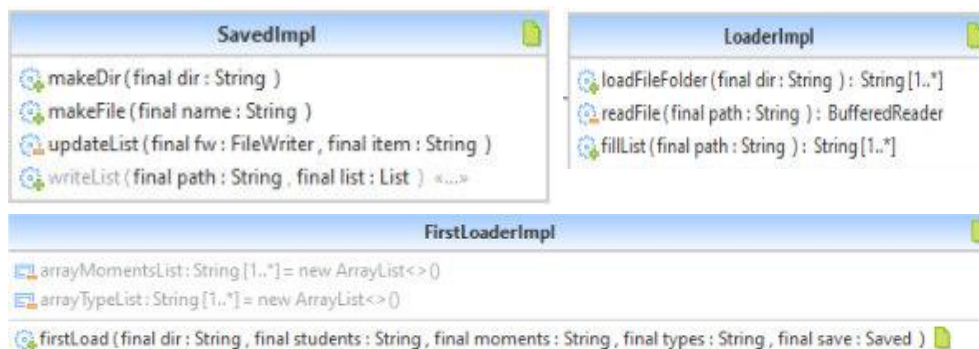 SavedImpl
makeDir(final dir : String )
makeFile(final name : String )
updateList(final fw : FileWriter , final item : String )
writeList(final path : String , final list : List ) «...»
LoaderImpl
loadFileFolder(final dir : String ) : String [1..*]
readFile(final path : String ) : BufferedReader
fillList(final path : String ) : String [1..*]
FirstLoaderImpl
arrayMomentsList : String [1..*] = new ArrayList<>()
arrayTypeList : String [1..*] = new ArrayList<>()
firstLoad(final dir : String , final students : String , final moments : String , final types : String , final save : Saved )